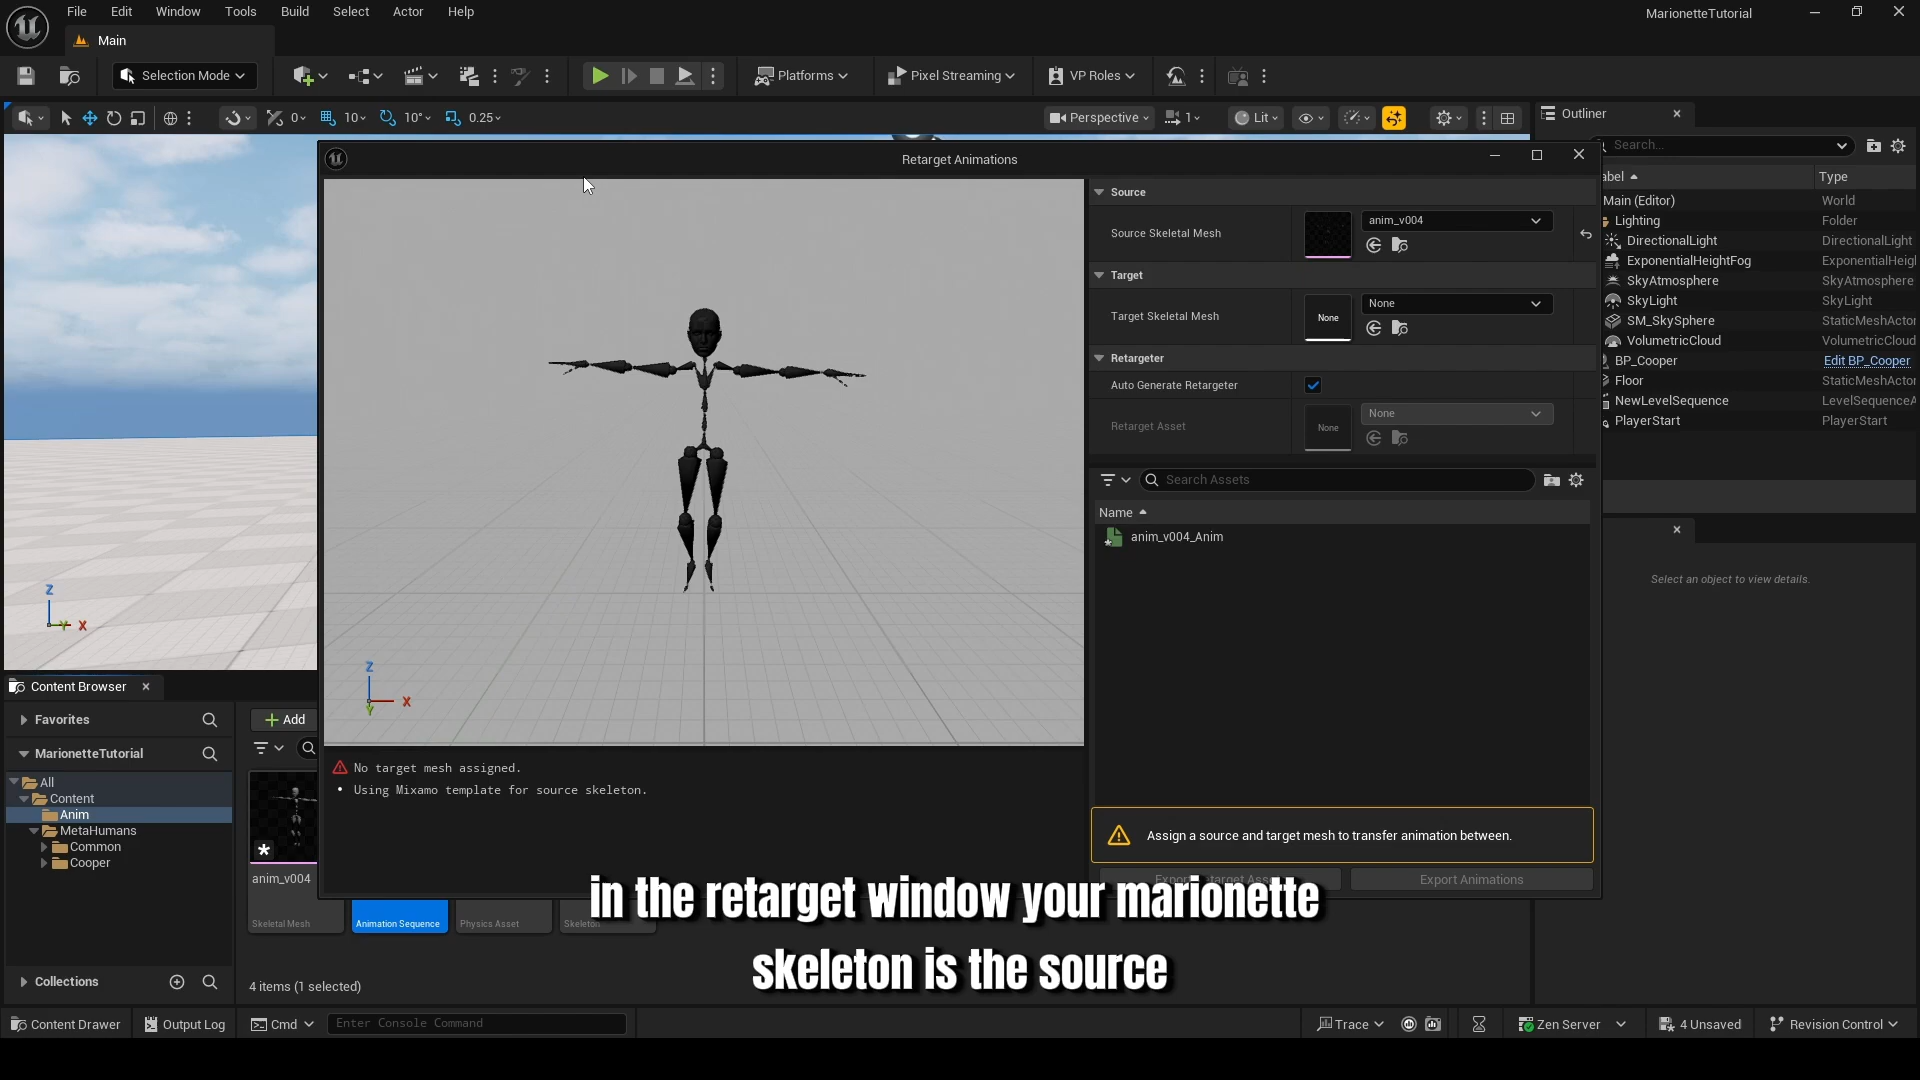 File Edit Window Tools Build Select Actor Help
MarionetteTutorial
Main
Selection Mode
Platforms
Pixel Streaming
VP Roles
0
10
10°
0.25
Perspective
1
Lit
Outliner
Search...
abel
Type
Main (Editor) World
Lighting Folder
DirectionalLight DirectionalLight
ExponentialHeightFog ExponentialHeigl
SkyAtmosphere SkyAtmosphere
SkyLight SkyLight
SM_SkySphere StaticMeshActor
VolumetricCloud VolumetricCloud
BP_Cooper Edit BP_Cooper
Floor StaticMeshActor
NewLevelSequence LevelSequenceA
PlayerStart PlayerStart
Select an object to view details.
Retarget Animations
Source
Source Skeletal Mesh
anim_v004
Target
Target Skeletal Mesh
None
None
Retargeter
Auto Generate Retargeter
Retarget Asset
None
None
Search Assets
Name
anim_v004_Anim
Z
X
Y
Z
X
Y
No target mesh assigned.
• Using Mixamo template for source skeleton.
Assign a source and target mesh to transfer animation between.
Export Animations
Content Browser
Favorites
MarionetteTutorial
All
Content
Anim
MetaHumans
Common
Cooper
Collections
Add
anim_v004
Skeletal Mesh
Animation Sequence
Physics Asset
Skeleton
4 items (1 selected)
in the retarget window your marionette
skeleton is the source
Content Drawer
Output Log
Cmd
Enter Console Command
Trace
Zen Server
4 Unsaved
Revision Control